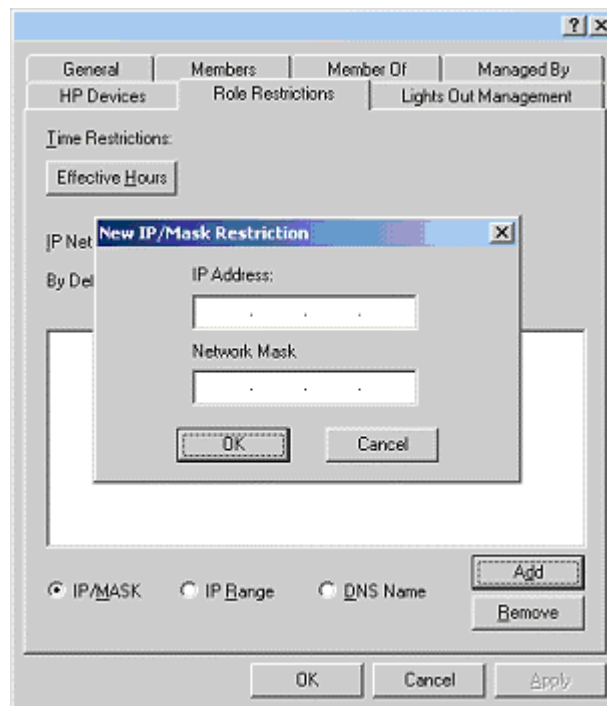 ? X
General Members Member Of Managed By
HP Devices Role Restrictions Lights Out Management
Time Restrictions:
Effective Hours
New IP/Mask Restriction
IP Net
By Del
IP Address:
. . .
Network Mask
. . .
OK Cancel
IP/MASK IP Range DNS Name
Add
Remove
OK Cancel Apply